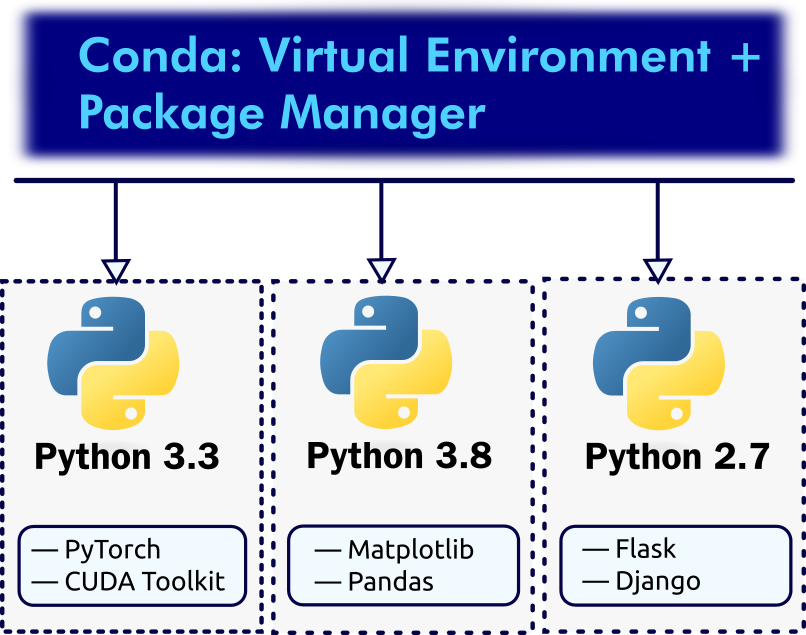 Conda: Virtual Environment +
Package Manager
Python 3.3
— PyTorch
— CUDA Toolkit
Python 3.8
— Matplotlib
— Pandas
Python 2.7
— Flask
— Django